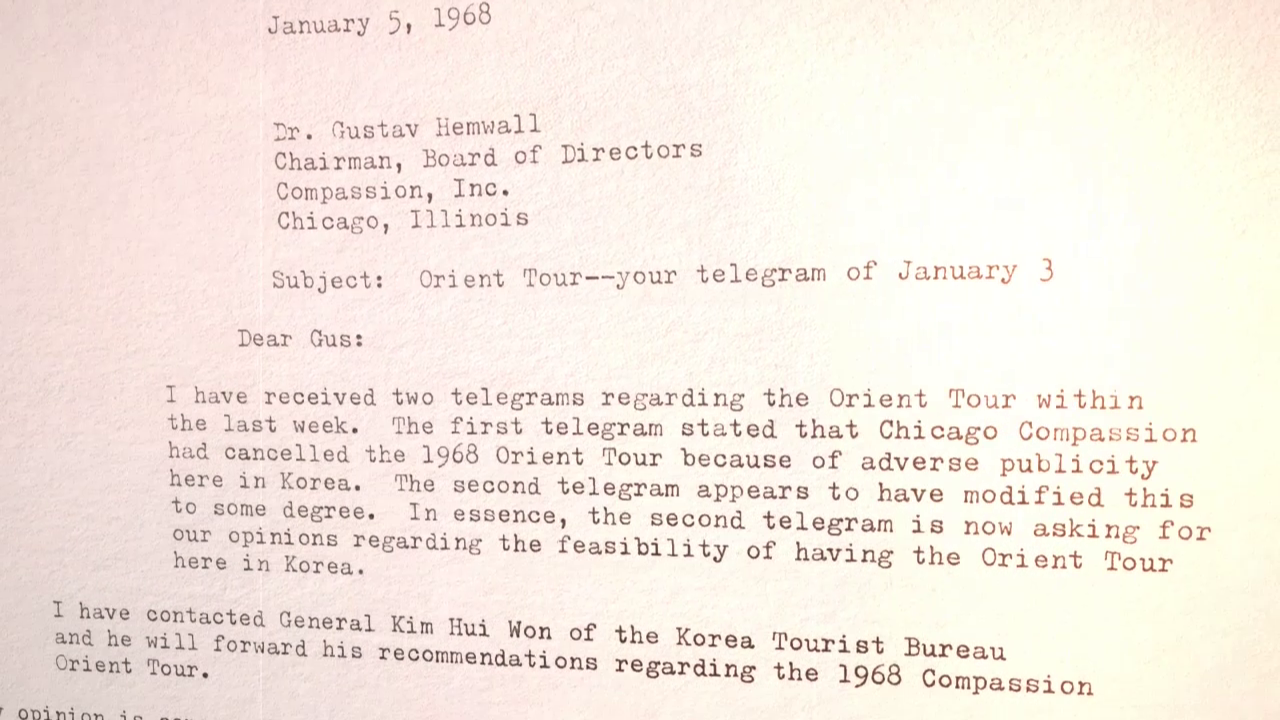 January 5, 1968
Dr. Gustav Hemwall
Chairman, Board of Directors
Compassion, Inc.
Chicago, Illinois
Subject: Orient Tour--your telegram of January 3
Dear Gus:
I have received two telegrams regarding the Orient Tour within
the last week. The first telegram stated that Chicago Compassion
had cancelled the 1968 Orient Tour because of adverse publicity
here in Korea. The second telegram appears to have modified this
to some degree. In essence, the second telegram is now asking for
our opinions regarding the feasibility of having the Orient Tour
here in Korea.
I have contacted General Kim Hui Won of the Korea Tourist Bureau
and he will forward his recommendations regarding the 1968 Compassion
Orient Tour.
opinion is